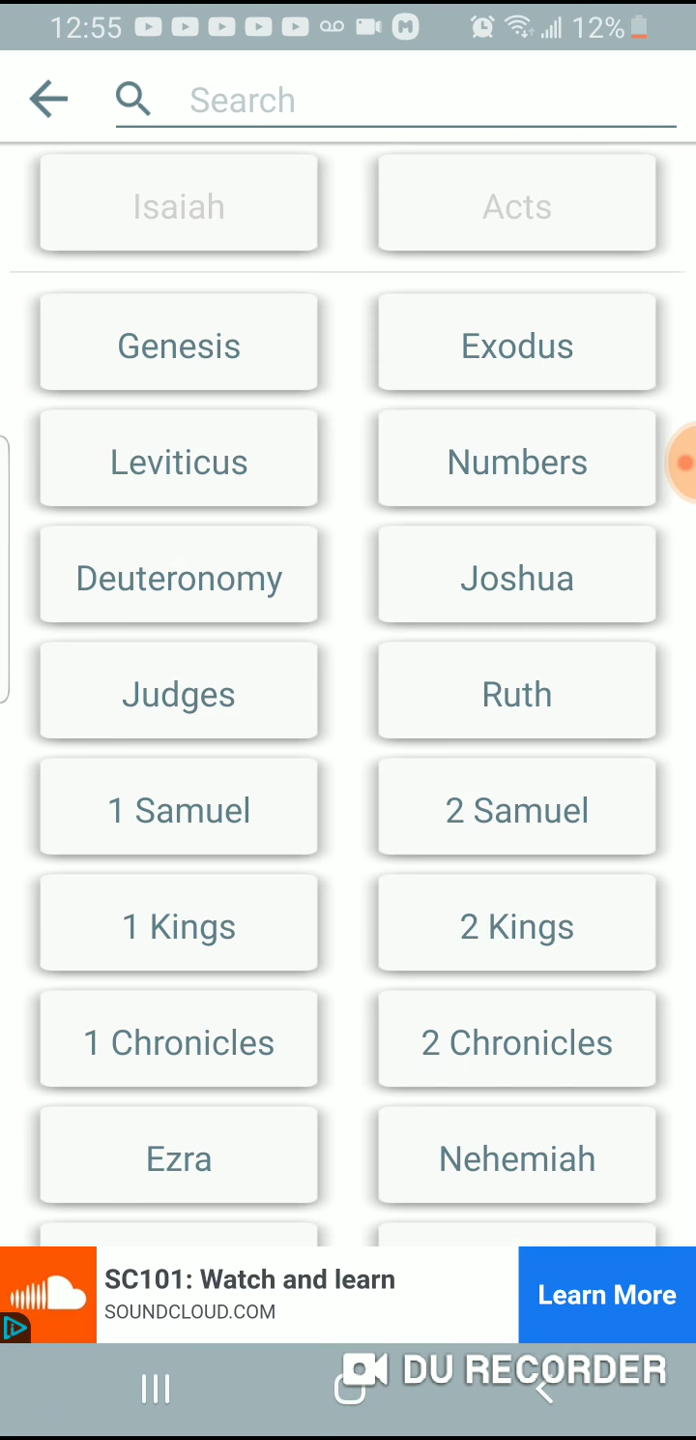 12:55 12%
Search
Isaiah Acts
Genesis Exodus
Leviticus Numbers
Deuteronomy Joshua
Judges Ruth
1 Samuel 2 Samuel
1 Kings 2 Kings
1 Chronicles 2 Chronicles
Ezra Nehemiah
SC101: Watch and learn
SOUNDCLOUD.COM
Learn More
DU RECORDER